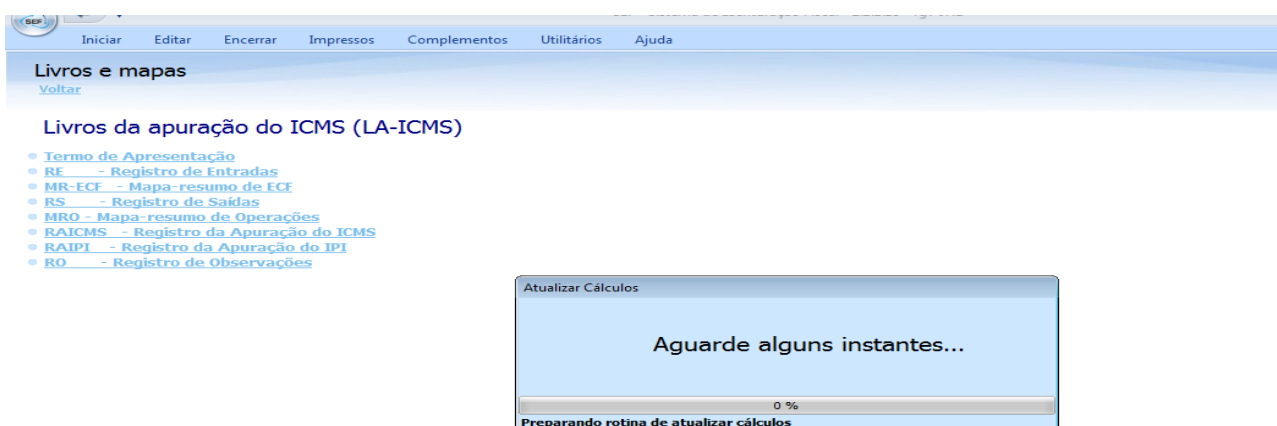 SEF
Iniciar Editar Encerrar Impressos Complementos Utilitários Ajuda
Livros e mapas
Voltar
Livros da apuração do ICMS (LA-ICMS)
Termo de Apresentação
RE - Registro de Entradas
MR-ECF - Mapa-resumo de ECF
RS - Registro de Saídas
MRO - Mapa-resumo de Operações
RAICMS - Registro da Apuração do ICMS
RAIPI - Registro da Apuração do IPI
RO - Registro de Observações
Atualizar Cálculos
Aguarde alguns instantes...
0 %
Preparando rotina de atualizar cálculos